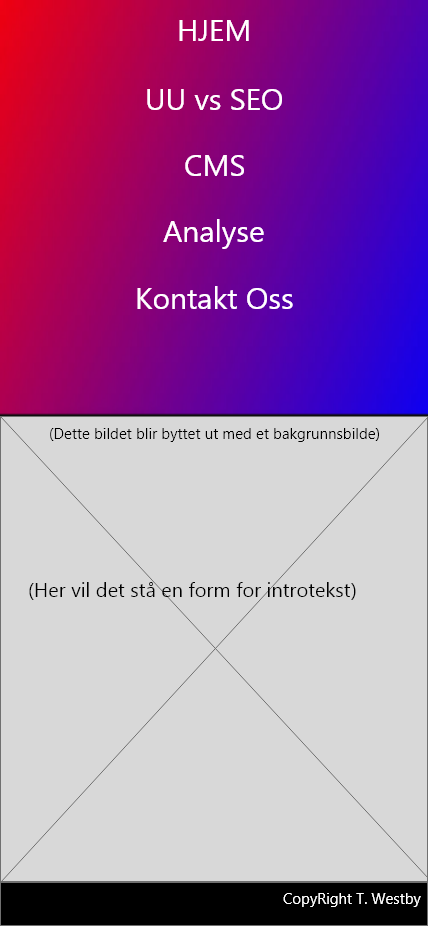 HJEM
UU vs SEO
CMS
Analyse
Kontakt Oss
(Dette bildet blir byttet ut med et bakgrunnsbilde)
(Her vil det stå en form for introtekst)
CopyRight T. Westby